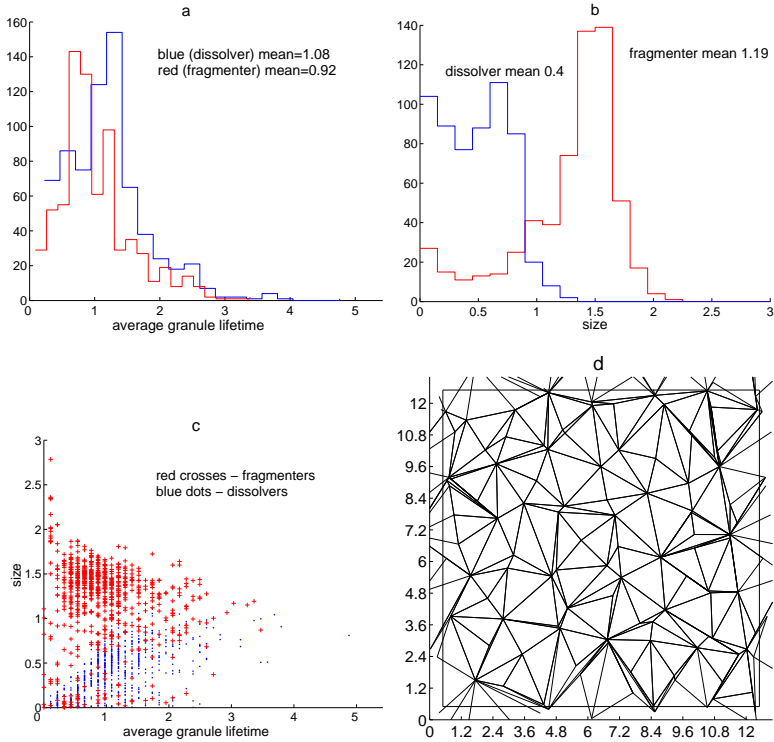 a
160
140
120
100
80
60
40
20
0
blue (dissolver) mean=1.08
red (fragmenter) mean=0.92
0 1 2 3 4 5
average granule lifetime
b
140
120
100
80
60
40
20
0
dissolver mean 0.4
fragmenter mean 1.19
0 0.5 1 1.5 2 2.5 3
size
c
3
2.5
2
1.5
1
0.5
0
size
red crosses − fragmenters
blue dots − dissolvers
0 1 2 3 4 5
average granule lifetime
d
12
10.8
9.6
8.4
7.2
6
4.8
3.6
2.4
1.2
0
0 1.2 2.4 3.6 4.8 6 7.2 8.4 9.6 10.8 12